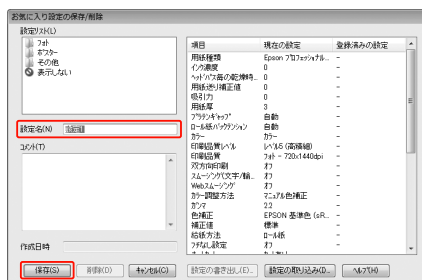 お気に入り設定の保存/削除
設定リスト(L)
フォト
ポスター
その他
表示しない
設定名(N)
コメント(T)
作成日時
項目 現在の設定 登録済みの設定
用紙種類 Epson プロフェッショナル... -
インク濃度 0 -
ヘッドパス毎の乾燥時... 0 -
用紙送り補正値 0 -
吸引力 0 -
用紙厚 3 -
プラテンギャップ 自動 -
ロール紙バックテンション 自動 -
カラー カラー -
印刷品質レベル レベル5 (高精細) -
印刷品質 フォト - 720x1440dpi -
双方向印刷 オフ -
スムージング(文字/輪... オフ -
Webスムージング オフ -
カラー調整方法 マニュアル色補正 -
ガンマ 2.2 -
色補正 EPSON 基準色 (sR... -
補正値 標準 -
給紙方法 ロール紙 -
フチなし設定 オフ -
保存(S) 削除(D) キャンセル(C) 設定の書き出し(E)... 設定の取り込み(D... ヘルプ(H)